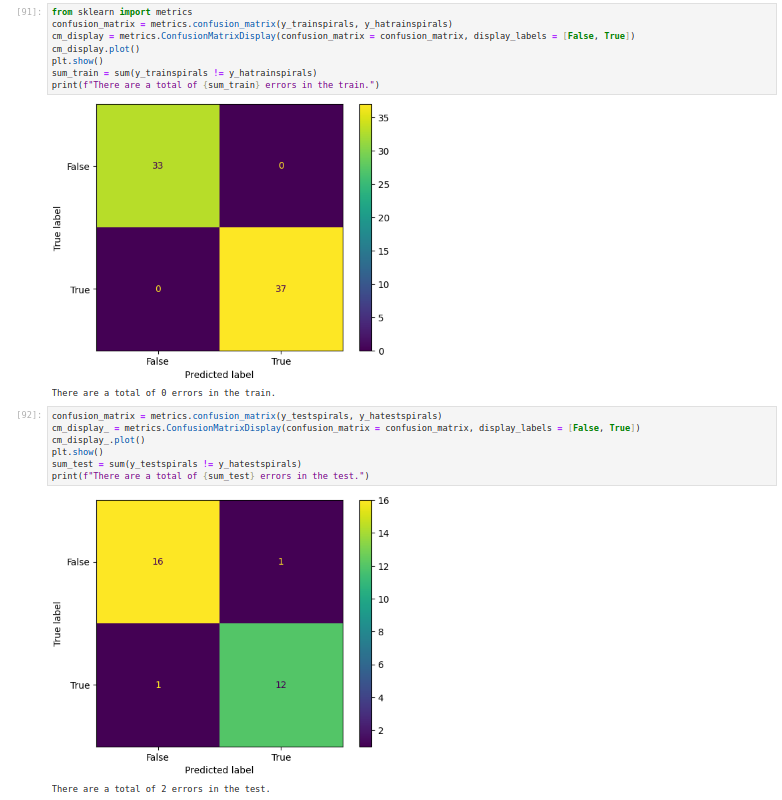 [91]: from sklearn import metrics
confusion_matrix = metrics.confusion_matrix(y_trainspirals, y_hatrainspirals)
cm_display = metrics.ConfusionMatrixDisplay(confusion_matrix = confusion_matrix, display_labels = [False, True])
cm_display.plot()
plt.show()
sum_train = sum(y_trainspirals != y_hatrainspirals)
print(f"There are a total of {sum_train} errors in the train.")
35
30
25
20
15
10
5
0
False
True
True label
33
0
0
37
False
True
Predicted label
There are a total of 0 errors in the train.
[92]: confusion_matrix = metrics.confusion_matrix(y_testspirals, y_hatestspirals)
cm_display_ = metrics.ConfusionMatrixDisplay(confusion_matrix = confusion_matrix, display_labels = [False, True])
cm_display_.plot()
plt.show()
sum_test = sum(y_testspirals != y_hatestspirals)
print(f"There are a total of {sum_test} errors in the test.")
16
14
12
10
8
6
4
2
False
True
True label
16
1
1
12
False
True
Predicted label
There are a total of 2 errors in the test.